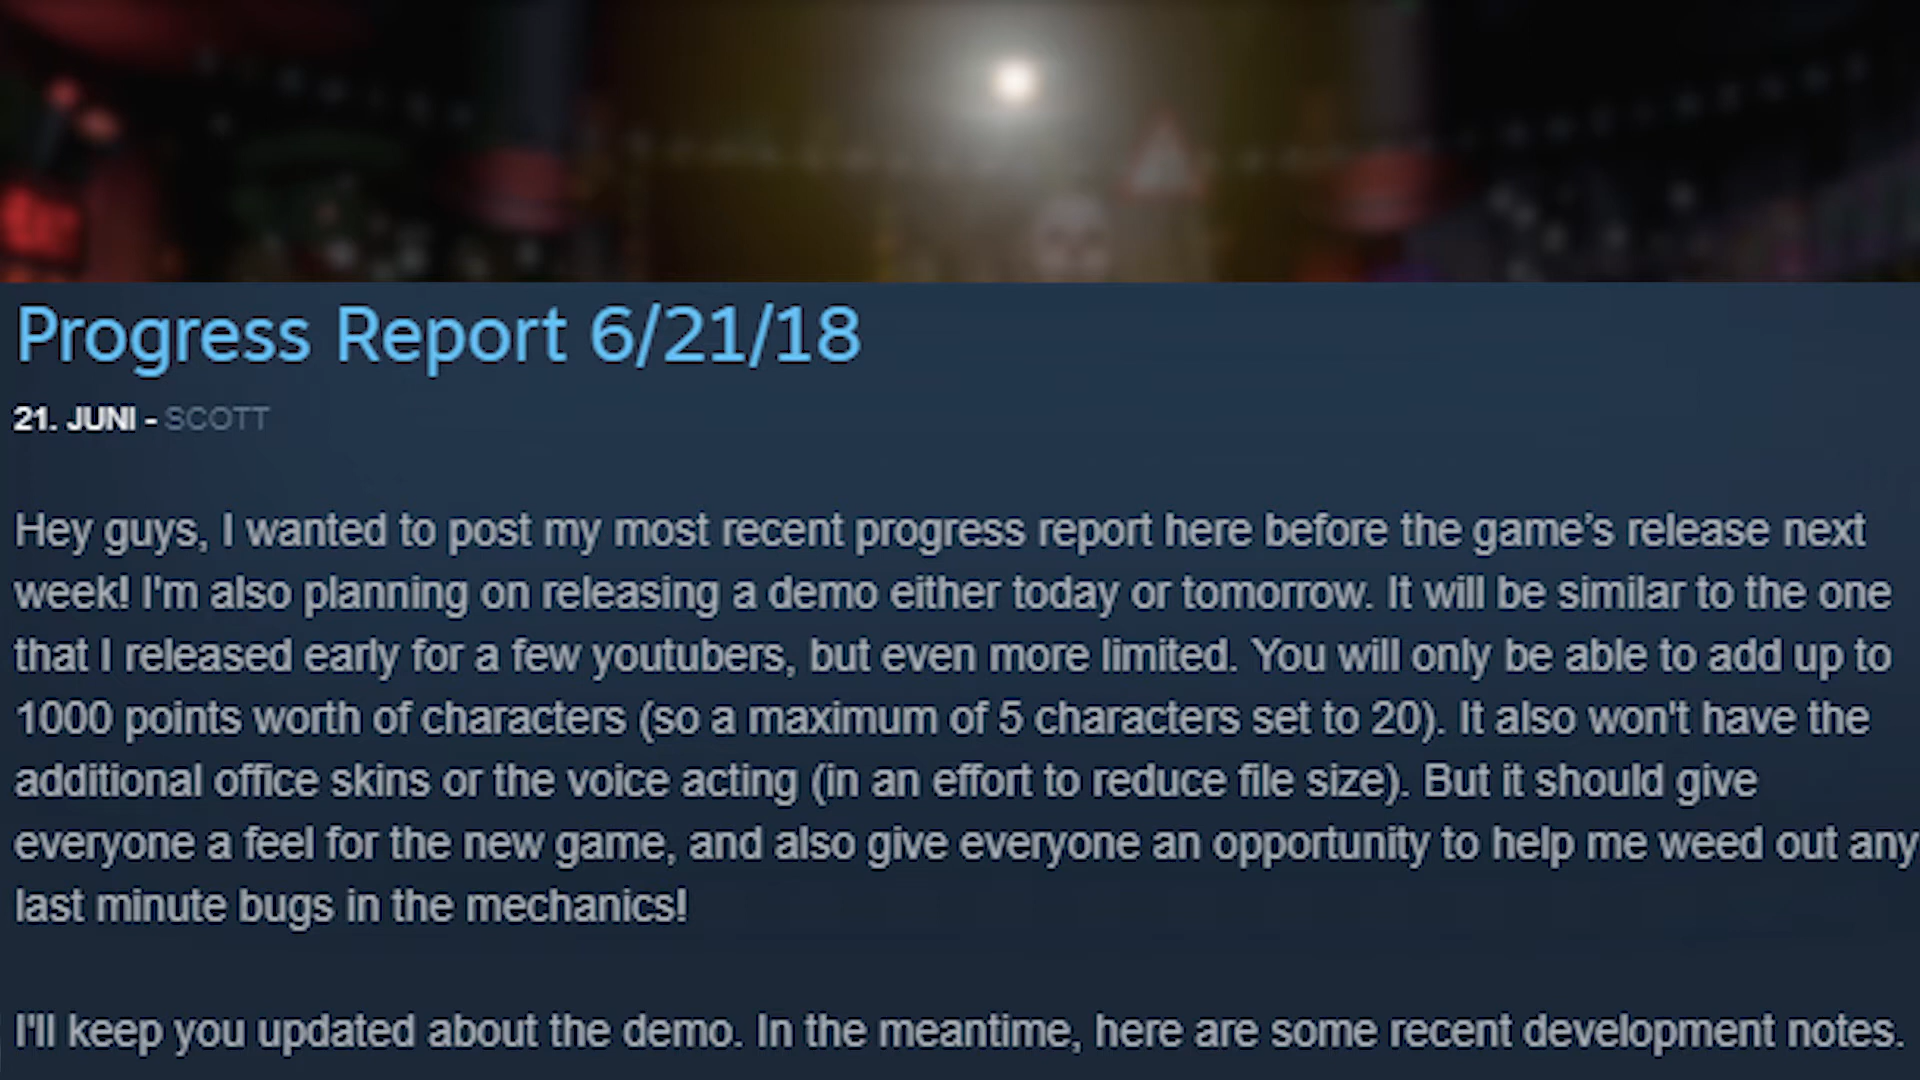 Progress Report 6/21/18
21. JUNI - SCOTT
Hey guys, I wanted to post my most recent progress report here before the game’s release next
week! I'm also planning on releasing a demo either today or tomorrow. It will be similar to the one
that I released early for a few youtubers, but even more limited. You will only be able to add up to
1000 points worth of characters (so a maximum of 5 characters set to 20). It also won't have the
additional office skins or the voice acting (in an effort to reduce file size). But it should give
everyone a feel for the new game, and also give everyone an opportunity to help me weed out any
last minute bugs in the mechanics!
I'll keep you updated about the demo. In the meantime, here are some recent development notes.